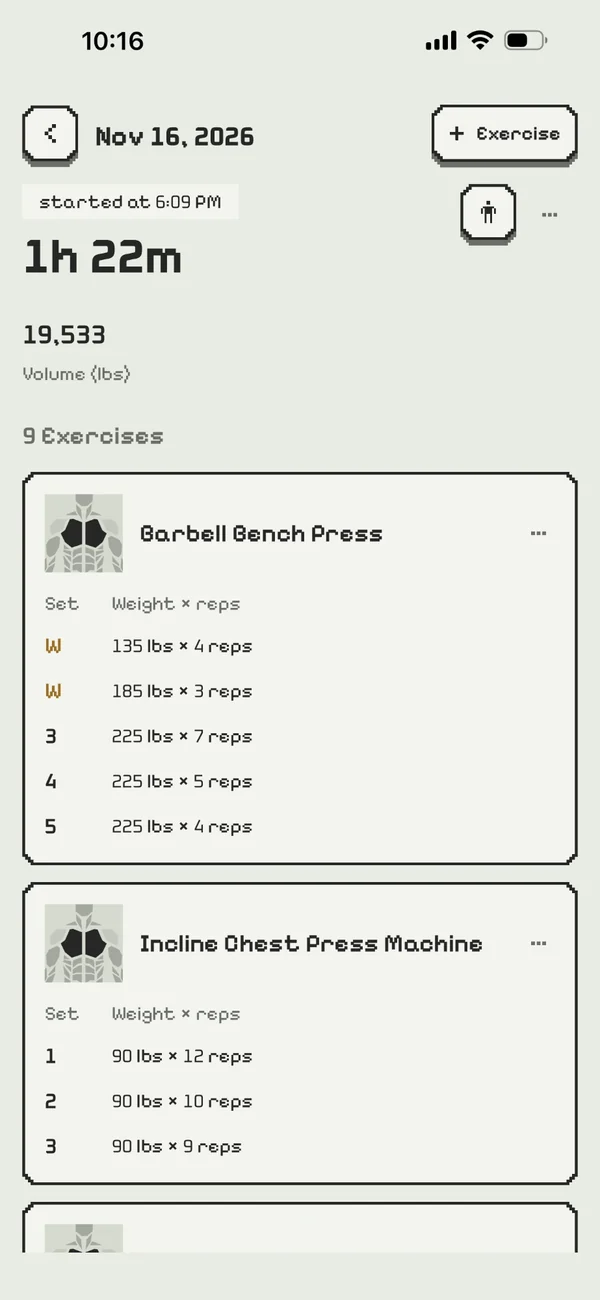 10:16
Nov 16, 2026
+ Exercise
started at 6:09 PM
1h 22m
19,533
Volume (lbs)
9 Exercises
Barbell Bench Press
Set Weight × reps
W 135 lbs × 4 reps
W 185 lbs × 3 reps
3 225 lbs × 7 reps
4 225 lbs × 5 reps
5 225 lbs × 4 reps
Incline Chest Press Machine
Set Weight × reps
1 90 lbs × 12 reps
2 90 lbs × 10 reps
3 90 lbs × 9 reps